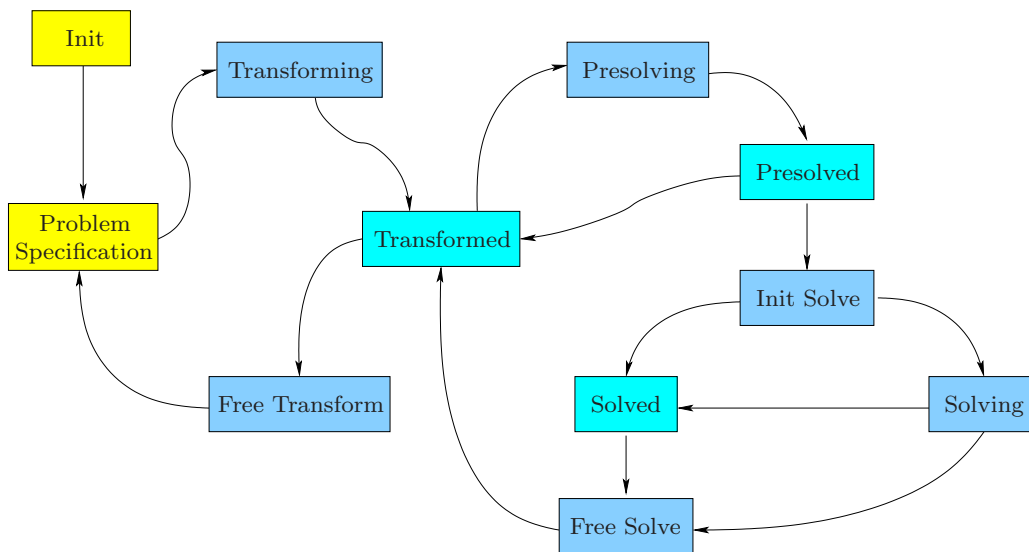 Init
Transforming
Presolving
Presolved
Problem
Specification
Transformed
Init Solve
Free Transform
Solved
Solving
Free Solve